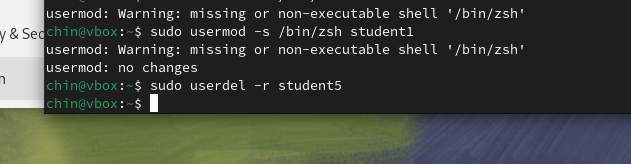 usermod: Warning: missing or non-executable shell '/bin/zsh'
chin@vbox:~$ sudo usermod -s /bin/zsh student1
usermod: Warning: missing or non-executable shell '/bin/zsh'
usermod: no changes
chin@vbox:~$ sudo userdel -r student5
chin@vbox:~$
y & Sec